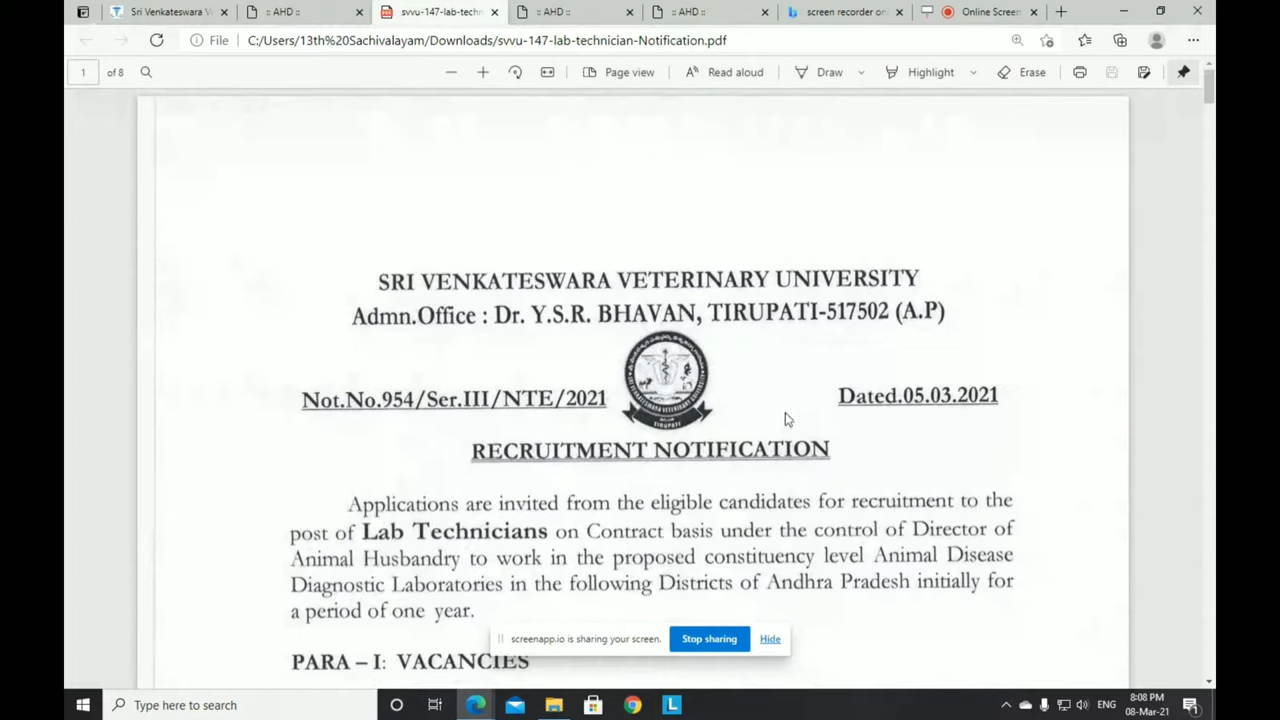 Sri Venkateswara V
:: AHD ::
svvu-147-lab-techn
:: AHD ::
:: AHD ::
screen recorder on
Online Screen
File
C:/Users/13th%20Sachivalayam/Downloads/svvu-147-lab-technician-Notification.pdf
1 of 8
Page view
Read aloud
Draw
Highlight
Erase
SRI VENKATESWARA VETERINARY UNIVERSITY
Admn.Office : Dr. Y.S.R. BHAVAN, TIRUPATI-517502 (A.P)
TIRUPATI
Not.No.954/Ser.III/NTE/2021
Dated.05.03.2021
RECRUITMENT NOTIFICATION
Applications are invited from the eligible candidates for recruitment to the
post of Lab Technicians on Contract basis under the control of Director of
Animal Husbandry to work in the proposed constituency level Animal Disease
Diagnostic Laboratories in the following Districts of Andhra Pradesh initially for
a period of one year.
screenapp.io is sharing your screen.
Stop sharing
Hide
PARA – I: VACANCIES
Type here to search
L
ENG
8:08 PM
08-Mar-21
1